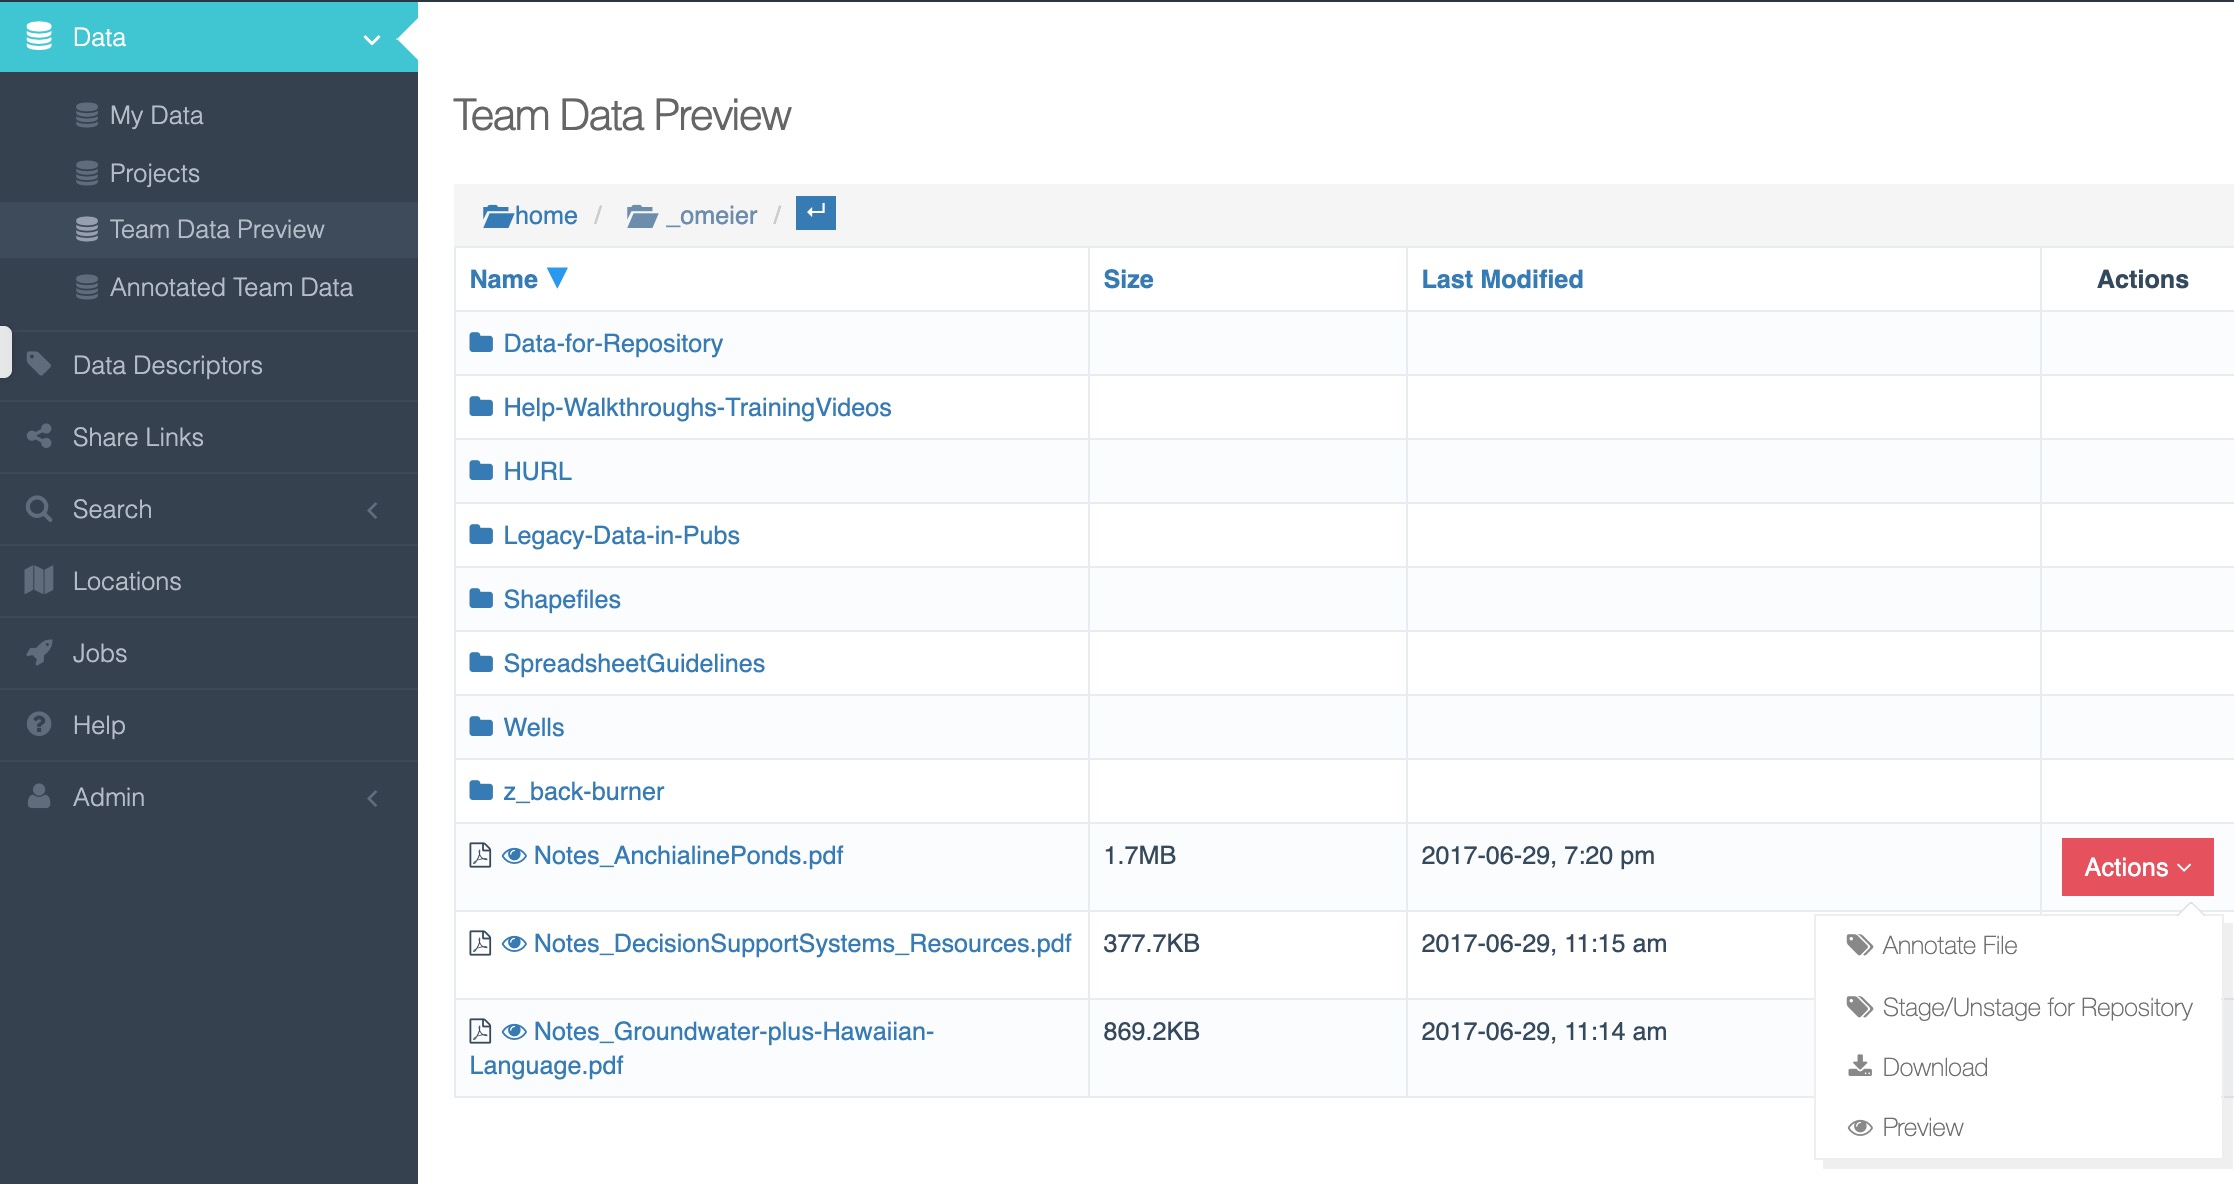 Data
My Data
Projects
Team Data Preview
Annotated Team Data
Data Descriptors
Share Links
Search
Locations
Jobs
Help
Admin
Team Data Preview
home / _omeier /
Name Size Last Modified Actions
Data-for-Repository
Help-Walkthroughs-TrainingVideos
HURL
Legacy-Data-in-Pubs
Shapefiles
SpreadsheetGuidelines
Wells
z_back-burner
Notes_AnchialinePonds.pdf 1.7MB 2017-06-29, 7:20 pm Actions
Notes_DecisionSupportSystems_Resources.pdf 377.7KB 2017-06-29, 11:15 am
Notes_Groundwater-plus-Hawaiian- 869.2KB 2017-06-29, 11:14 am
Language.pdf
Annotate File
Stage/Unstage for Repository
Download
Preview